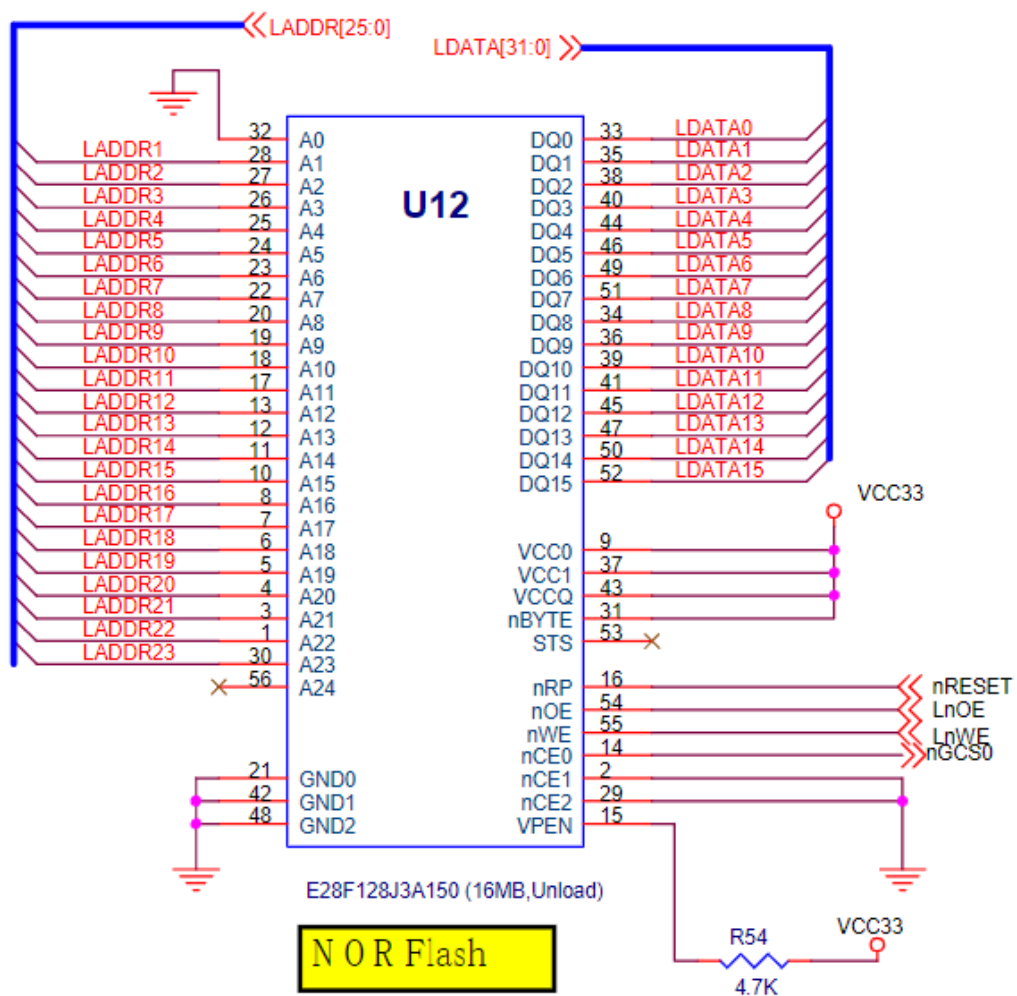 LADDR[25:0]
LDATA[31:0]
32 A0 DQ0 33 LDATA0
LADDR1 28 A1 DQ1 35 LDATA1
LADDR2 27 A2 DQ2 38 LDATA2
LADDR3 26 A3 U12 DQ3 40 LDATA3
LADDR4 25 A4 DQ4 44 LDATA4
LADDR5 24 A5 DQ5 46 LDATA5
LADDR6 23 A6 DQ6 49 LDATA6
LADDR7 22 A7 DQ7 51 LDATA7
LADDR8 20 A8 DQ8 34 LDATA8
LADDR9 19 A9 DQ9 36 LDATA9
LADDR10 18 A10 DQ10 39 LDATA10
LADDR11 17 A11 DQ11 41 LDATA11
LADDR12 13 A12 DQ12 45 LDATA12
LADDR13 12 A13 DQ13 47 LDATA13
LADDR14 11 A14 DQ14 50 LDATA14
LADDR15 10 A15 DQ15 52 LDATA15
LADDR16 8 A16 VCC33
LADDR17 7 A17
LADDR18 6 A18 VCC0 9
LADDR19 5 A19 VCC1 37
LADDR20 4 A20 VCCQ 43
LADDR21 3 A21 nBYTE 31
LADDR22 1 A22 STS 53
LADDR23 30 A23
56 A24 nRP 16 nRESET
nOE 54 LnOE
nWE 55 LnWE
nCE0 14 nGCS0
21 GND0 nCE1 2
42 GND1 nCE2 29
48 GND2 VPEN 15
E28F128J3A150 (16MB,Unload)
N O R Flash
R54 VCC33
4.7K